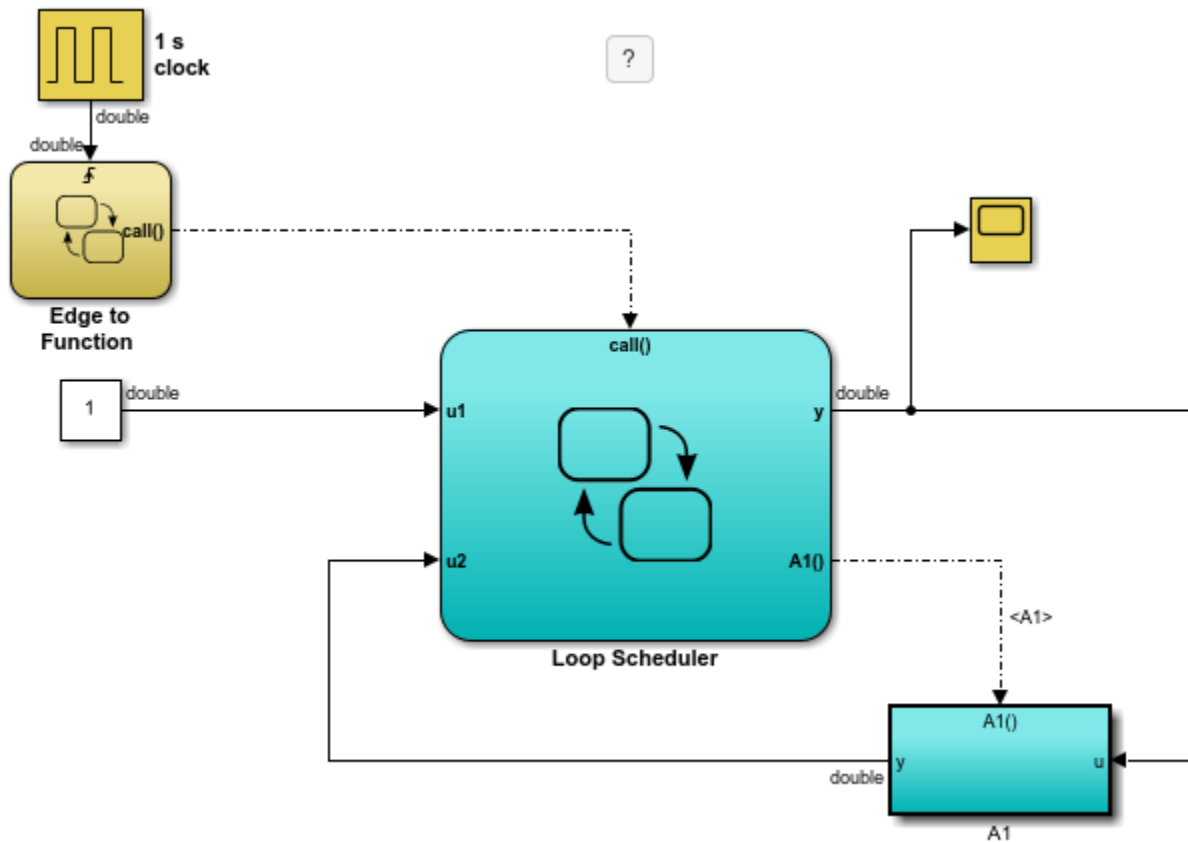 1 s
clock
?
double
double
call()
Edge to
Function
call()
1
double
u1
y
double
u2
A1()
<A1>
Loop Scheduler
A1()
y
u
double
A1